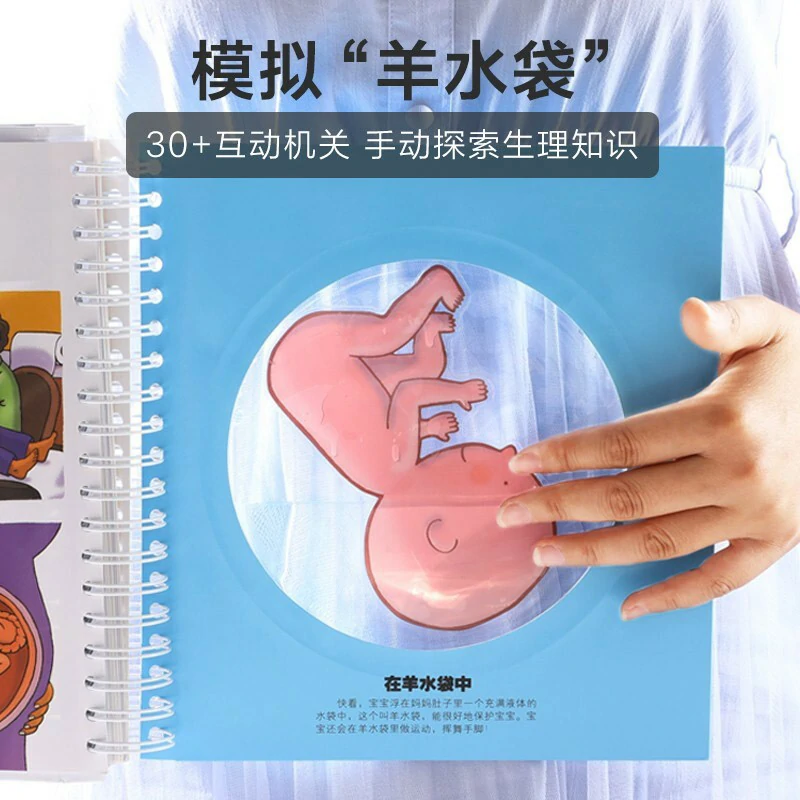 模拟“羊水袋”
30+互动机关 手动探索生理知识
在羊水袋中
快看，宝宝浮在妈妈肚子里一个充满液体的
水袋中，这个叫羊水袋，能很好地保护宝宝。宝
宝还会在羊水袋里做运动，挥舞手脚！